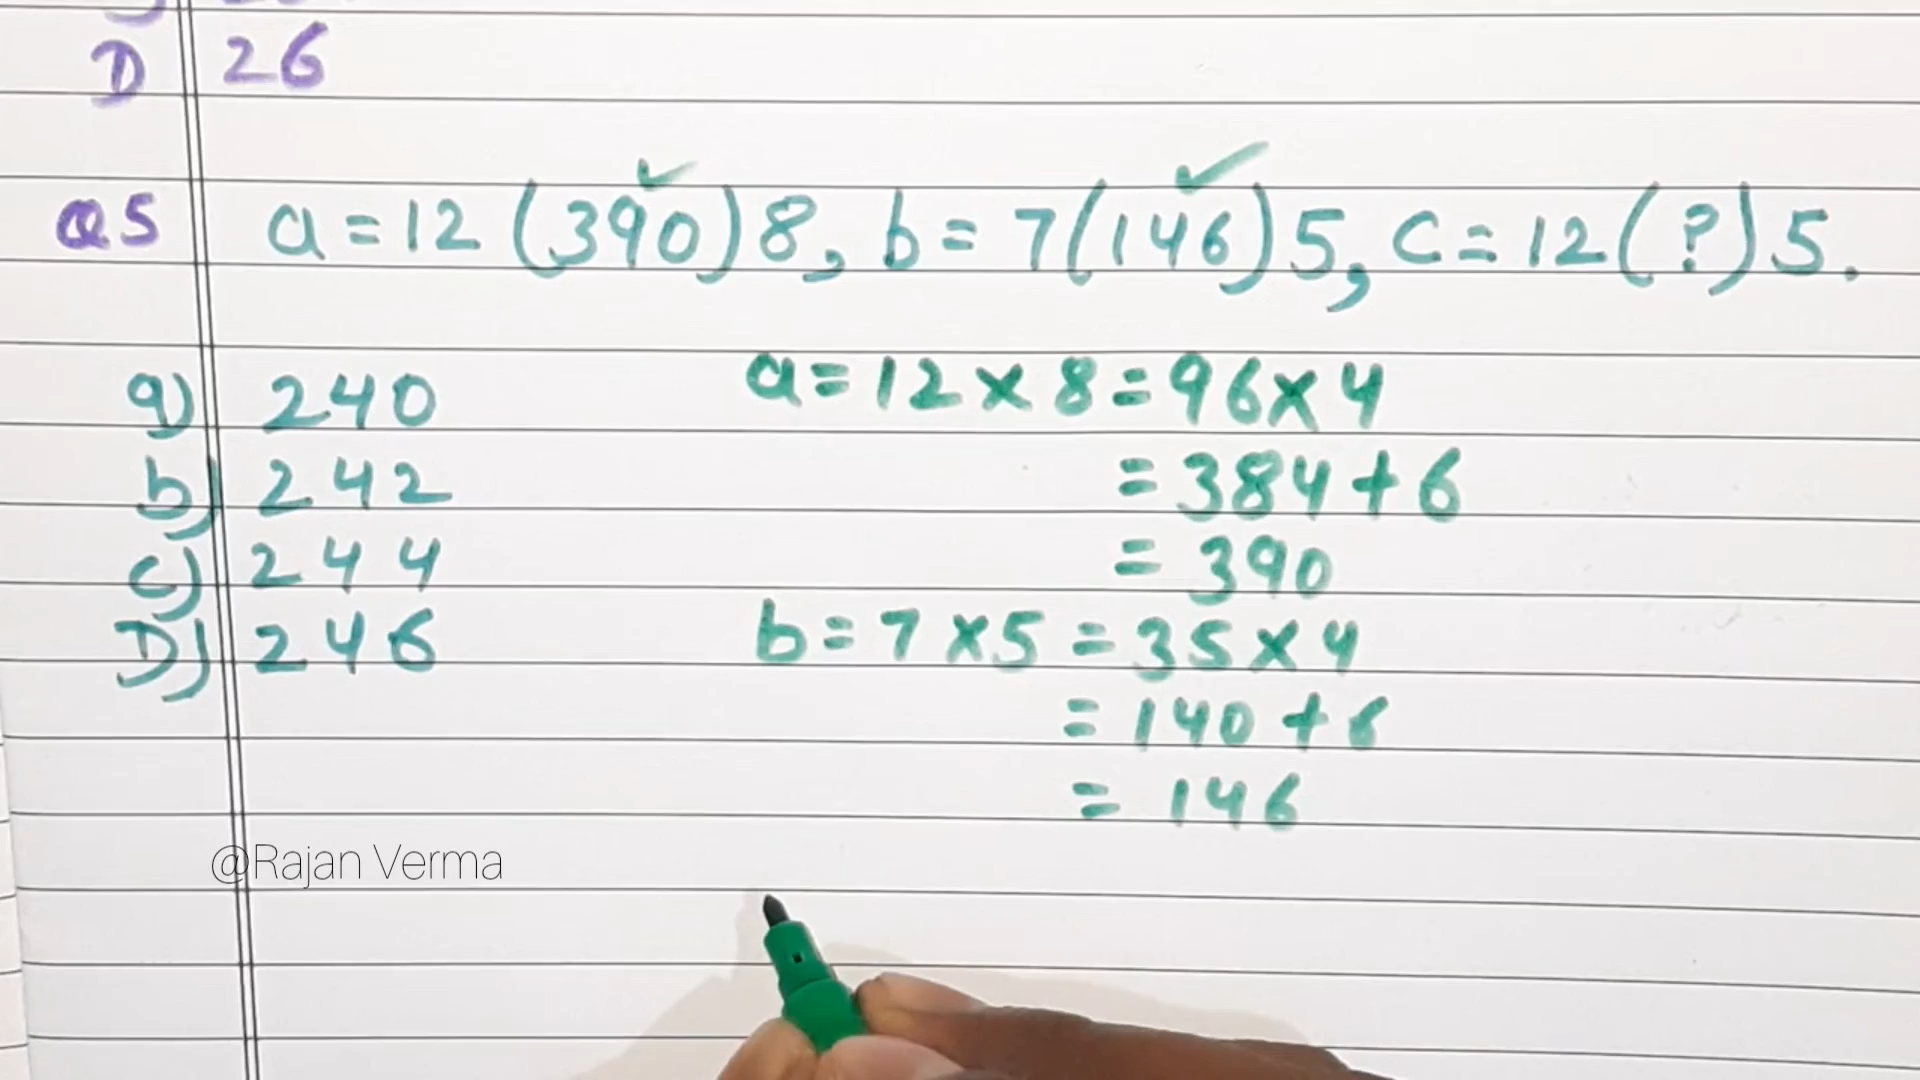 D 26
Q5 a=12 (390)8, b= 7(146)5, c= 12(?)5.
a) 240
b) 242
c) 244
D) 246
a=12×8=96×4
=384+6
= 390
b=7×5=35×4
= 140+6
= 146
@Rajan Verma